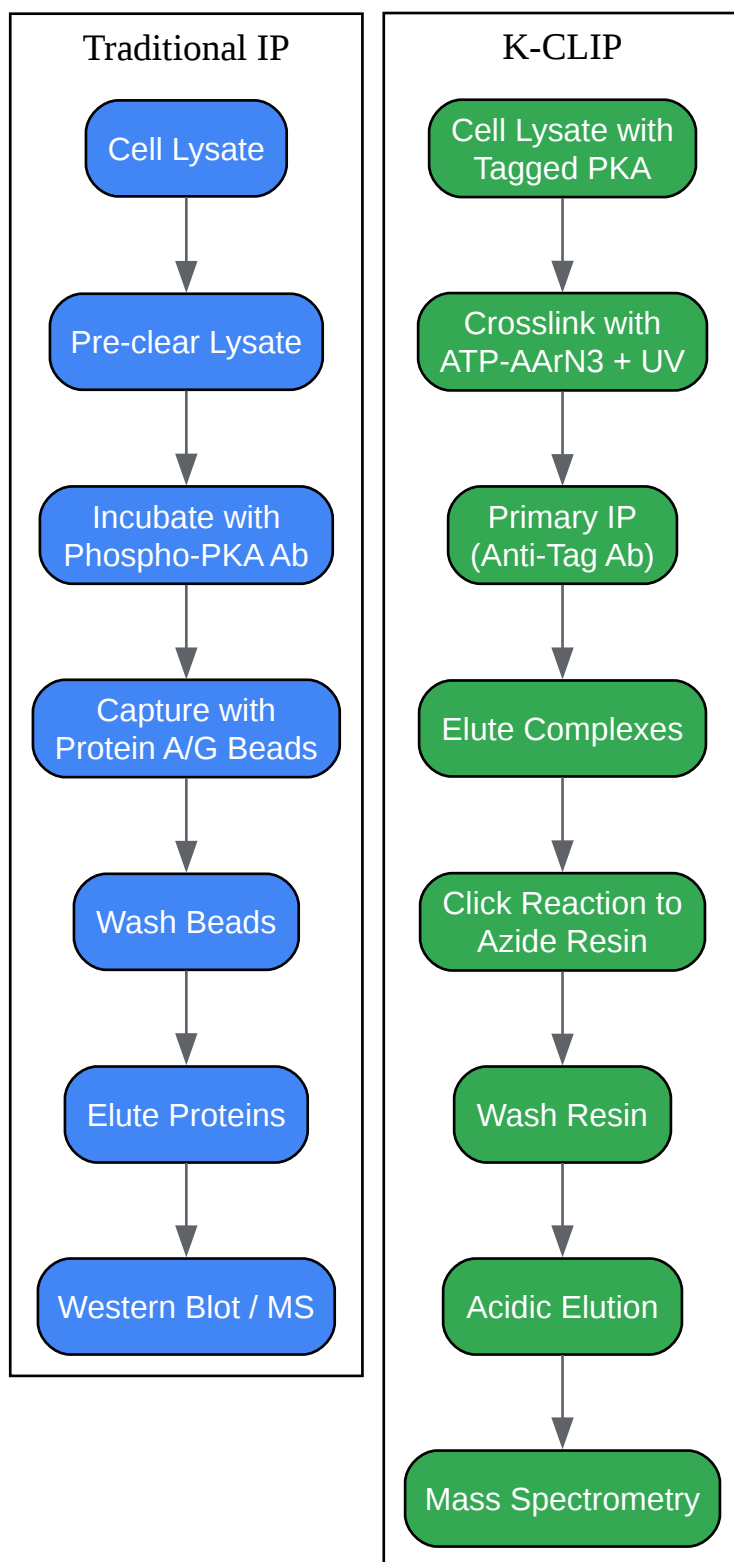 Traditional IP
Cell Lysate
Pre-clear Lysate
Incubate with
Phospho-PKA Ab
Capture with
Protein A/G Beads
Wash Beads
Elute Proteins
Western Blot / MS
K-CLIP
Cell Lysate with
Tagged PKA
Crosslink with
ATP-AArN3 + UV
Primary IP
(Anti-Tag Ab)
Elute Complexes
Click Reaction to
Azide Resin
Wash Resin
Acidic Elution
Mass Spectrometry